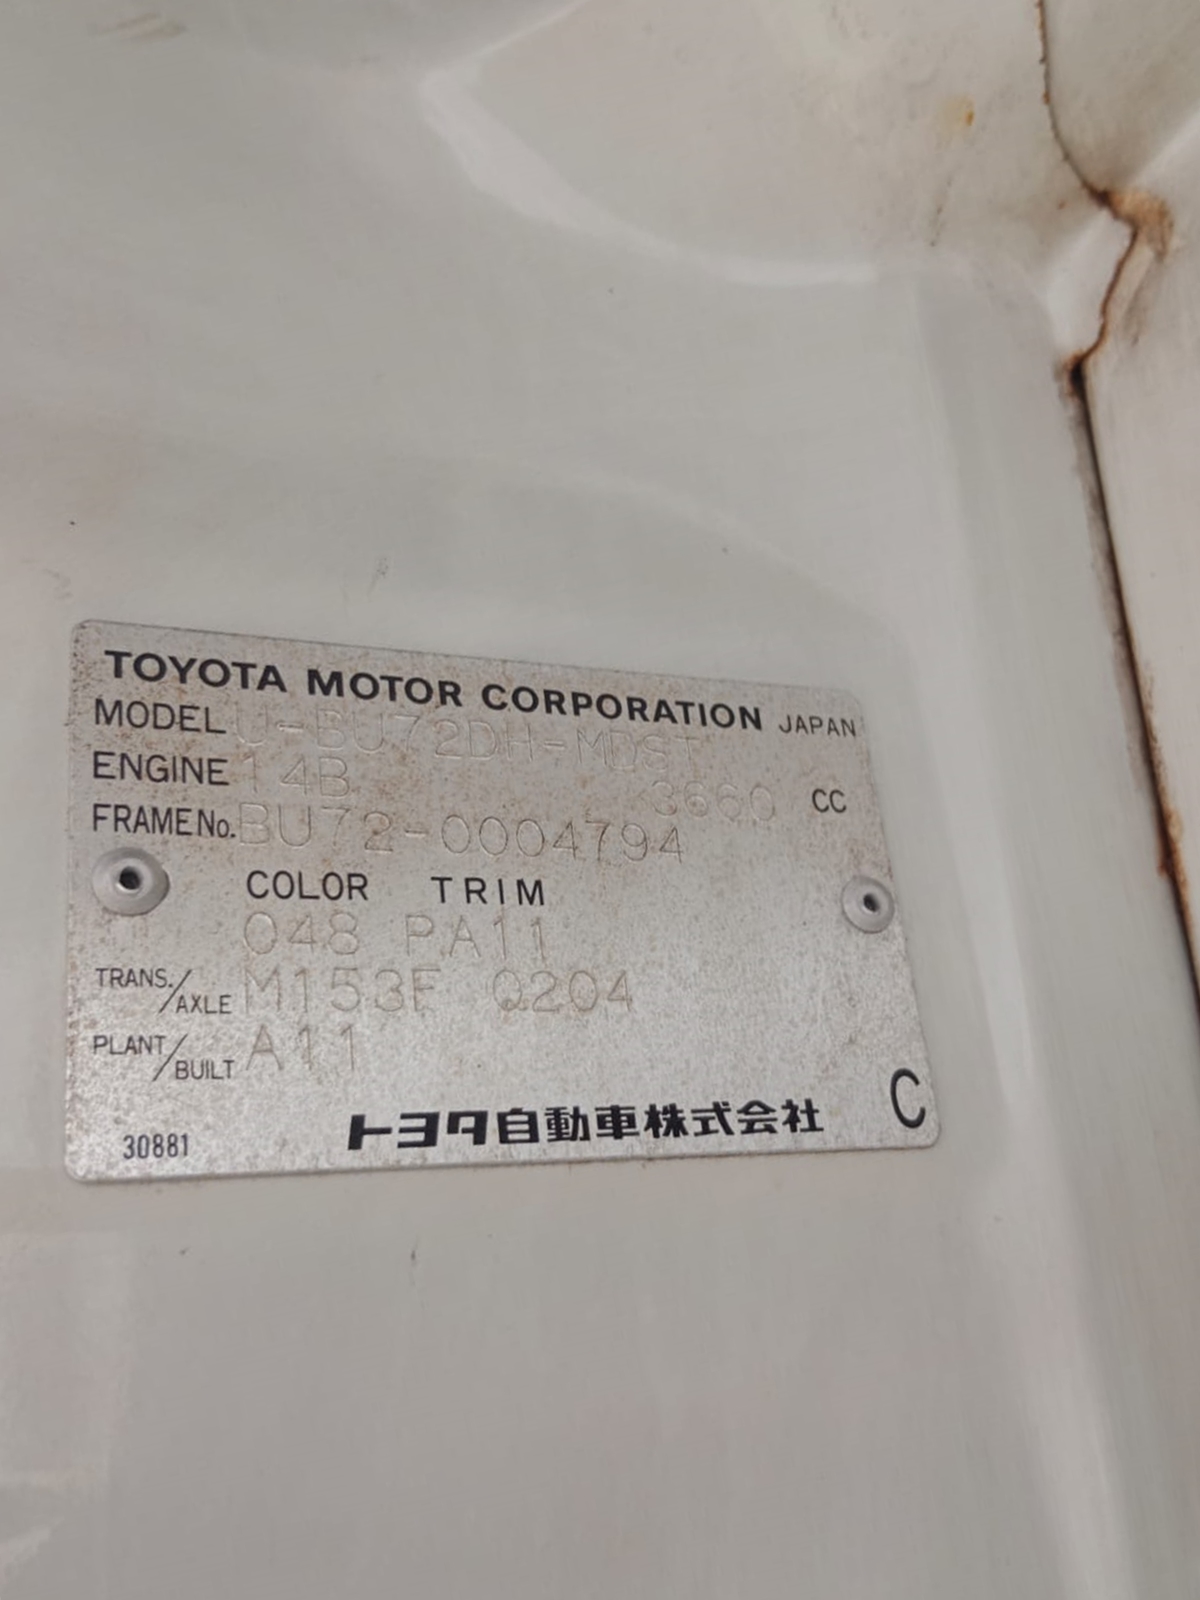 TOYOTA MOTOR CORPORATION JAPAN
MODEL U-BU72DH-MDST
ENGINE 14B 3660 CC
FRAME No. BU72-0004794
COLOR TRIM
048 PA11
TRANS./AXLE M153F Q204
PLANT/BUILT A11
トヨタ自動車株式会社 C
30881